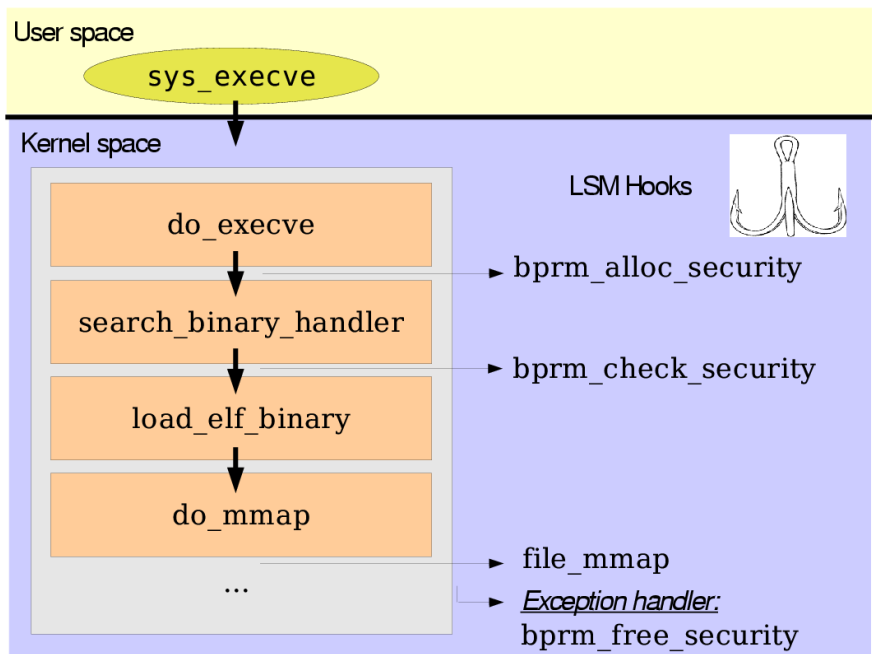 User space
sys_execve
Kernel space
LSM Hooks
do_execve
bprm_alloc_security
search_binary_handler
bprm_check_security
load_elf_binary
do_mmap
file_mmap
...
Exception handler:
bprm_free_security